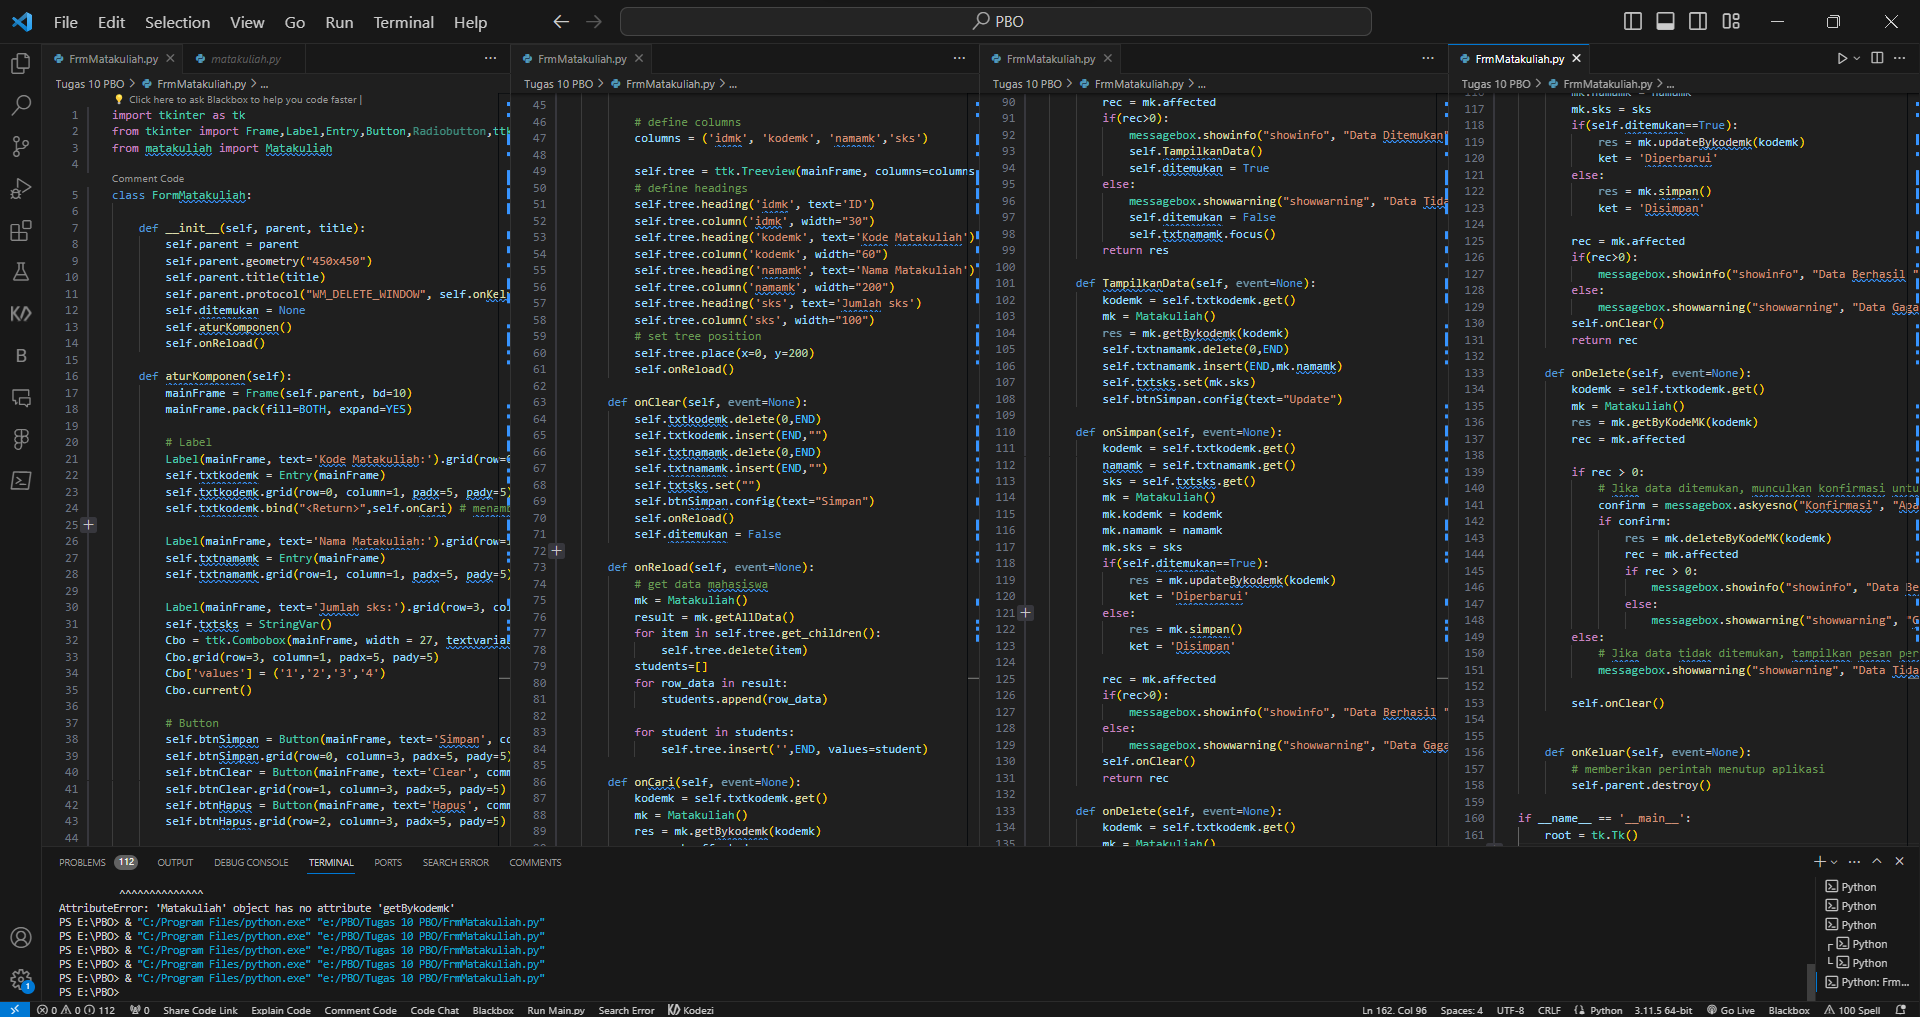 File Edit Selection View Go Run Terminal Help
PBO
FrmMatakuliah.py
matakuliah.py
Tugas 10 PBO > FrmMatakuliah.py > ...
Click here to ask Blackbox to help you code faster |
1 import tkinter as tk
2 from tkinter import Frame,Label,Entry,Button,Radiobutton,ttk
3 from matakuliah import Matakuliah
4
Comment Code
5 class FormMatakuliah:
6
7 def __init__(self, parent, title):
8 self.parent = parent
9 self.parent.geometry("450x450")
10 self.parent.title(title)
11 self.parent.protocol("WM_DELETE_WINDOW", self.onKel
12 self.ditemukan = None
13 self.aturKomponen()
14 self.onReload()
15
16 def aturKomponen(self):
17 mainFrame = Frame(self.parent, bd=10)
18 mainFrame.pack(fill=BOTH, expand=YES)
19
20 # Label
21 Label(mainFrame, text='Kode Matakuliah:').grid(row=0
22 self.txtkodemk = Entry(mainFrame)
23 self.txtkodemk.grid(row=0, column=1, padx=5, pady=5)
24 self.txtkodemk.bind("<Return>",self.onCari) # menam
25
26 Label(mainFrame, text='Nama Matakuliah:').grid(row=1
27 self.txtnamamk = Entry(mainFrame)
28 self.txtnamamk.grid(row=1, column=1, padx=5, pady=5)
29
30 Label(mainFrame, text='Jumlah sks:').grid(row=3, col
31 self.txtsks = StringVar()
32 Cbo = ttk.Combobox(mainFrame, width = 27, textvarial
33 Cbo.grid(row=3, column=1, padx=5, pady=5)
34 Cbo['values'] = ('1','2','3','4')
35 Cbo.current()
36
37 # Button
38 self.btnSimpan = Button(mainFrame, text='Simpan', co
39 self.btnSimpan.grid(row=0, column=3, padx=5, pady=5)
40 self.btnClear = Button(mainFrame, text='Clear', comm
41 self.btnClear.grid(row=1, column=3, padx=5, pady=5)
42 self.btnHapus = Button(mainFrame, text='Hapus', comm
43 self.btnHapus.grid(row=2, column=3, padx=5, pady=5)
44
FrmMatakuliah.py
Tugas 10 PBO > FrmMatakuliah.py > ...
45
46 # define columns
47 columns = ('idmk', 'kodemk', 'namamk','sks')
48
49 self.tree = ttk.Treeview(mainFrame, columns=columns
50 # define headings
51 self.tree.heading('idmk', text='ID')
52 self.tree.column('idmk', width="30")
53 self.tree.heading('kodemk', text='Kode Matakuliah')
54 self.tree.column('kodemk', width="60")
55 self.tree.heading('namamk', text='Nama Matakuliah')
56 self.tree.column('namamk', width="200")
57 self.tree.heading('sks', text='Jumlah sks')
58 self.tree.column('sks', width="100")
59 # set tree position
60 self.tree.place(x=0, y=200)
61 self.onReload()
62
63 def onClear(self, event=None):
64 self.txtkodemk.delete(0,END)
65 self.txtkodemk.insert(END,"")
66 self.txtnamamk.delete(0,END)
67 self.txtnamamk.insert(END,"")
68 self.txtsks.set("")
69 self.btnSimpan.config(text="Simpan")
70 self.onReload()
71 self.ditemukan = False
72
73 def onReload(self, event=None):
74 # get data mahasiswa
75 mk = Matakuliah()
76 result = mk.getAllData()
77 for item in self.tree.get_children():
78 self.tree.delete(item)
79 students=[]
80 for row_data in result:
81 students.append(row_data)
82
83 for student in students:
84 self.tree.insert('',END, values=student)
85
86 def onCari(self, event=None):
87 kodemk = self.txtkodemk.get()
88 mk = Matakuliah()
89 res = mk.getBykodemk(kodemk)
FrmMatakuliah.py
Tugas 10 PBO > FrmMatakuliah.py > ...
90 rec = mk.affected
91 if(rec>0):
92 messagebox.showinfo("showinfo", "Data Ditemukan"
93 self.TampilkanData()
94 self.ditemukan = True
95 else:
96 messagebox.showwarning("showwarning", "Data Tida
97 self.ditemukan = False
98 self.txtnamamk.focus()
99 return res
100
101 def TampilkanData(self, event=None):
102 kodemk = self.txtkodemk.get()
103 mk = Matakuliah()
104 res = mk.getBykodemk(kodemk)
105 self.txtnamamk.delete(0,END)
106 self.txtnamamk.insert(END,mk.namamk)
107 self.txtsks.set(mk.sks)
108 self.btnSimpan.config(text="Update")
109
110 def onSimpan(self, event=None):
111 kodemk = self.txtkodemk.get()
112 namamk = self.txtnamamk.get()
113 sks = self.txtsks.get()
114 mk = Matakuliah()
115 mk.kodemk = kodemk
116 mk.namamk = namamk
117 mk.sks = sks
118 if(self.ditemukan==True):
119 res = mk.updateBykodemk(kodemk)
120 ket = 'Diperbarui'
121 else:
122 res = mk.simpan()
123 ket = 'Disimpan'
124
125 rec = mk.affected
126 if(rec>0):
127 messagebox.showinfo("showinfo", "Data Berhasil "
128 else:
129 messagebox.showwarning("showwarning", "Data Gaga
130 self.onClear()
131 return rec
132
133 def onDelete(self, event=None):
134 kodemk = self.txtkodemk.get()
135 mk = Matakuliah()
FrmMatakuliah.py
Tugas 10 PBO > FrmMatakuliah.py > ...
116 mk.namamk = namamk
117 mk.sks = sks
118 if(self.ditemukan==True):
119 res = mk.updateBykodemk(kodemk)
120 ket = 'Diperbarui'
121 else:
122 res = mk.simpan()
123 ket = 'Disimpan'
124
125 rec = mk.affected
126 if(rec>0):
127 messagebox.showinfo("showinfo", "Data Berhasil "
128 else:
129 messagebox.showwarning("showwarning", "Data Gaga
130 self.onClear()
131 return rec
132
133 def onDelete(self, event=None):
134 kodemk = self.txtkodemk.get()
135 mk = Matakuliah()
136 res = mk.getByKodeMK(kodemk)
137 rec = mk.affected
138
139 if rec > 0:
140 # Jika data ditemukan, munculkan konfirmasi untu
141 confirm = messagebox.askyesno("Konfirmasi", "Apa
142 if confirm:
143 res = mk.deleteByKodeMK(kodemk)
144 rec = mk.affected
145 if rec > 0:
146 messagebox.showinfo("showinfo", "Data Be
147 else:
148 messagebox.showwarning("showwarning", "G
149 else:
150 # Jika data tidak ditemukan, tampilkan pesan per
151 messagebox.showwarning("showwarning", "Data Tida
152
153 self.onClear()
154
155
156 def onKeluar(self, event=None):
157 # memberikan perintah menutup aplikasi
158 self.parent.destroy()
159
160 if __name__ == '__main__':
161 root = tk.Tk()
PROBLEMS 112 OUTPUT DEBUG CONSOLE TERMINAL PORTS SEARCH ERROR COMMENTS
^^^^^^^^^^^^^^
AttributeError: 'Matakuliah' object has no attribute 'getBykodemk'
PS E:\PBO> & "C:/Program Files/python.exe" "e:/PBO/Tugas 10 PBO/FrmMatakuliah.py"
PS E:\PBO> & "C:/Program Files/python.exe" "e:/PBO/Tugas 10 PBO/FrmMatakuliah.py"
PS E:\PBO> & "C:/Program Files/python.exe" "e:/PBO/Tugas 10 PBO/FrmMatakuliah.py"
PS E:\PBO> & "C:/Program Files/python.exe" "e:/PBO/Tugas 10 PBO/FrmMatakuliah.py"
PS E:\PBO> & "C:/Program Files/python.exe" "e:/PBO/Tugas 10 PBO/FrmMatakuliah.py"
PS E:\PBO>
Python
Python
Python
Python
Python
Python: Frm...
0 0 112 0 Share Code Link Explain Code Comment Code Code Chat Blackbox Run Main.py Search Error Kodezi Ln 162, Col 96 Spaces: 4 UTF-8 CRLF Python 3.11.5 64-bit Go Live Blackbox 100 Spell